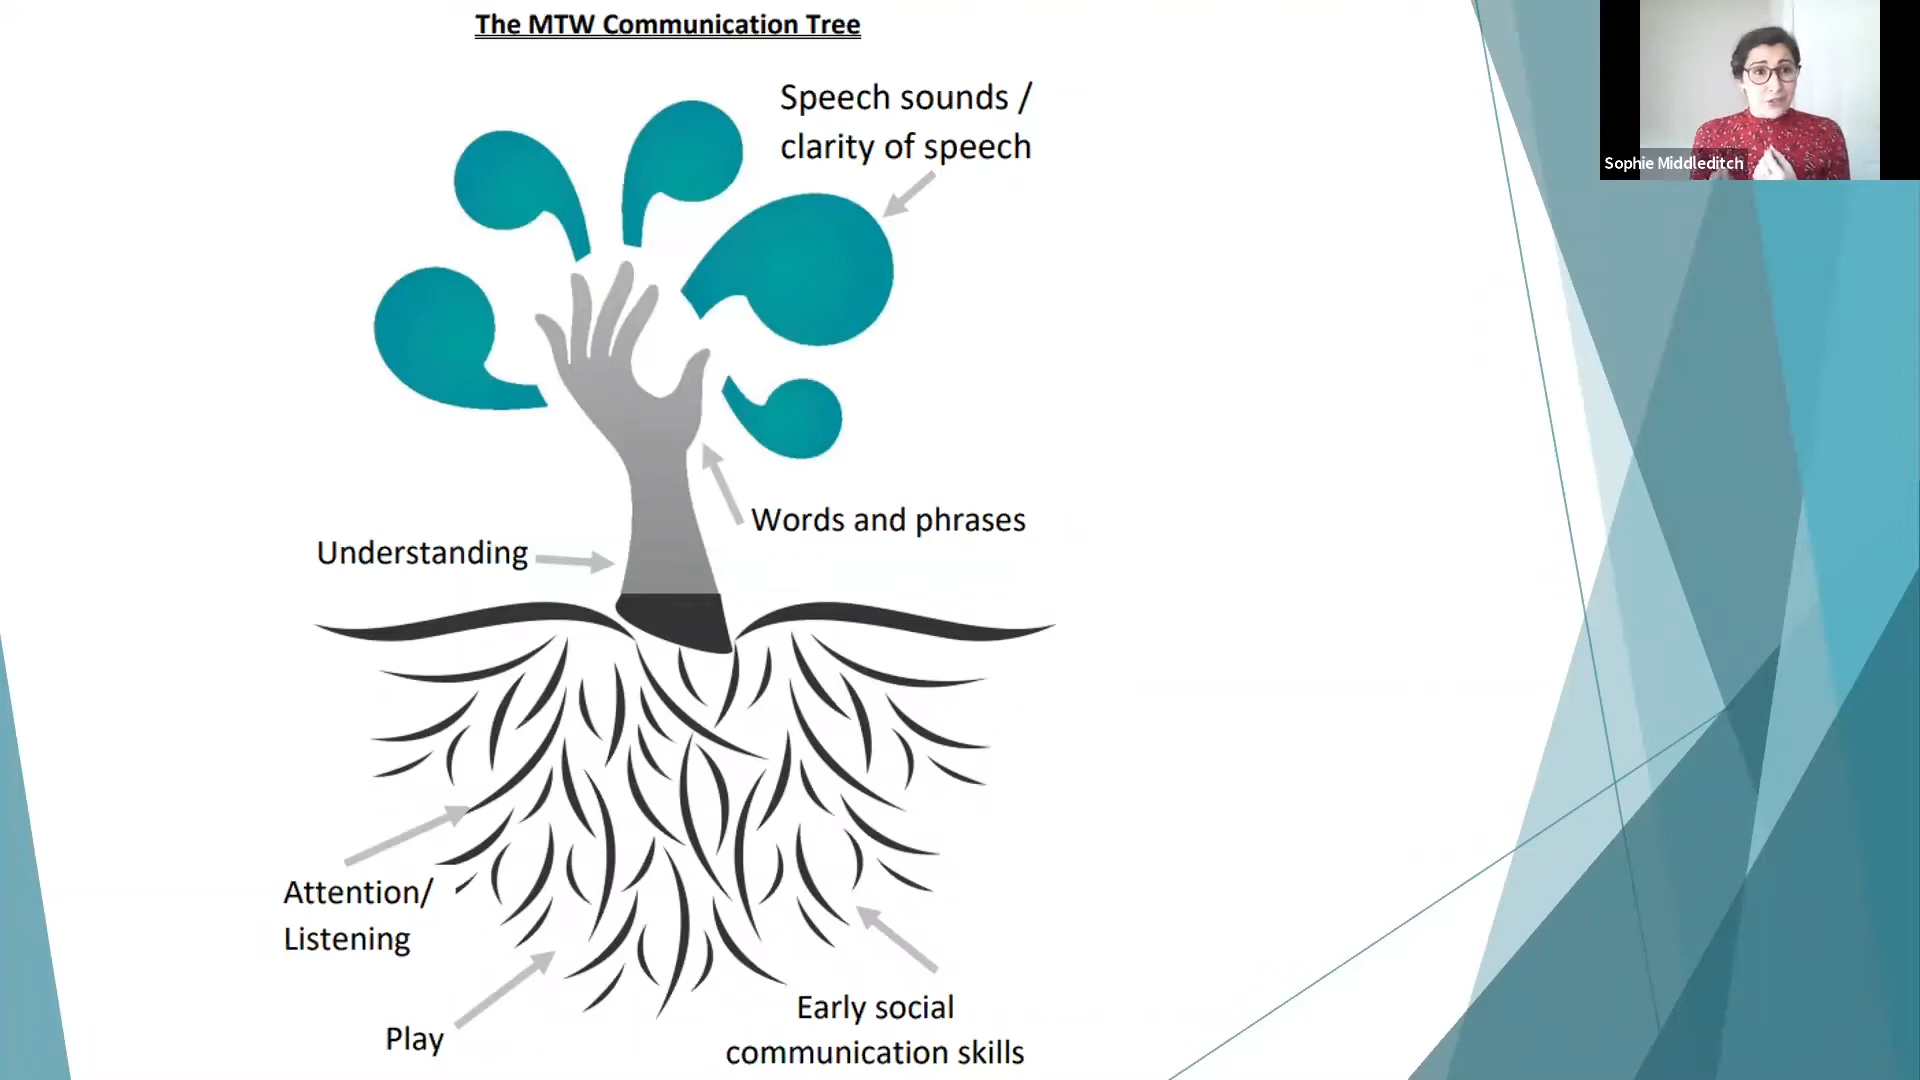 The MTW Communication Tree
Speech sounds /
clarity of speech
Sophie Middleditch
Words and phrases
Understanding
Attention/
Listening
Play
Early social
communication skills